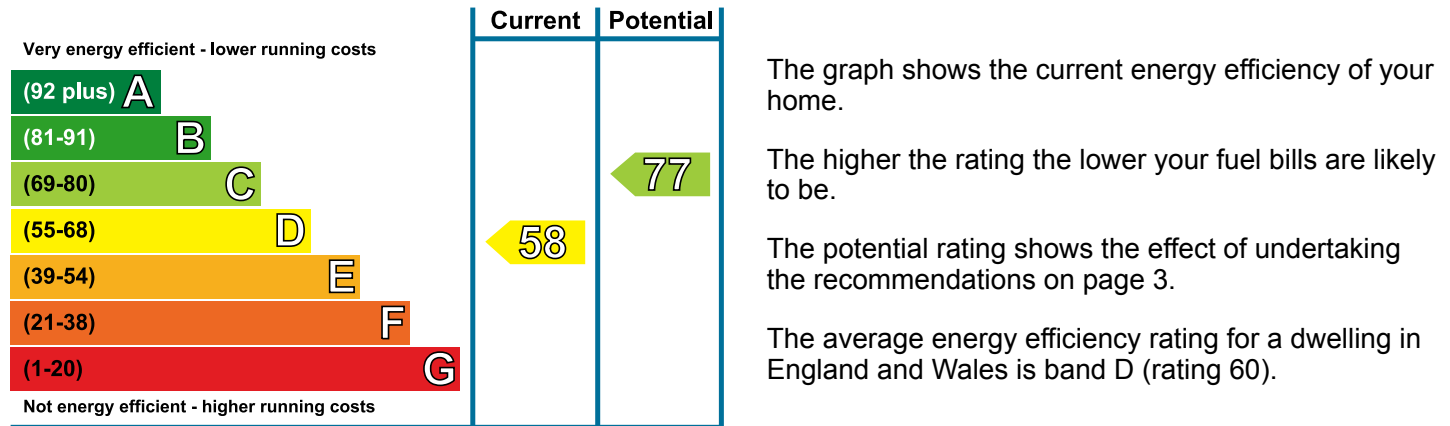 Current Potential
Very energy efficient - lower running costs
(92 plus) A
(81-91) B
(69-80) C
77
(55-68) D
58
(39-54) E
(21-38) F
(1-20) G
Not energy efficient - higher running costs
The graph shows the current energy efficiency of your
home.
The higher the rating the lower your fuel bills are likely
to be.
The potential rating shows the effect of undertaking
the recommendations on page 3.
The average energy efficiency rating for a dwelling in
England and Wales is band D (rating 60).